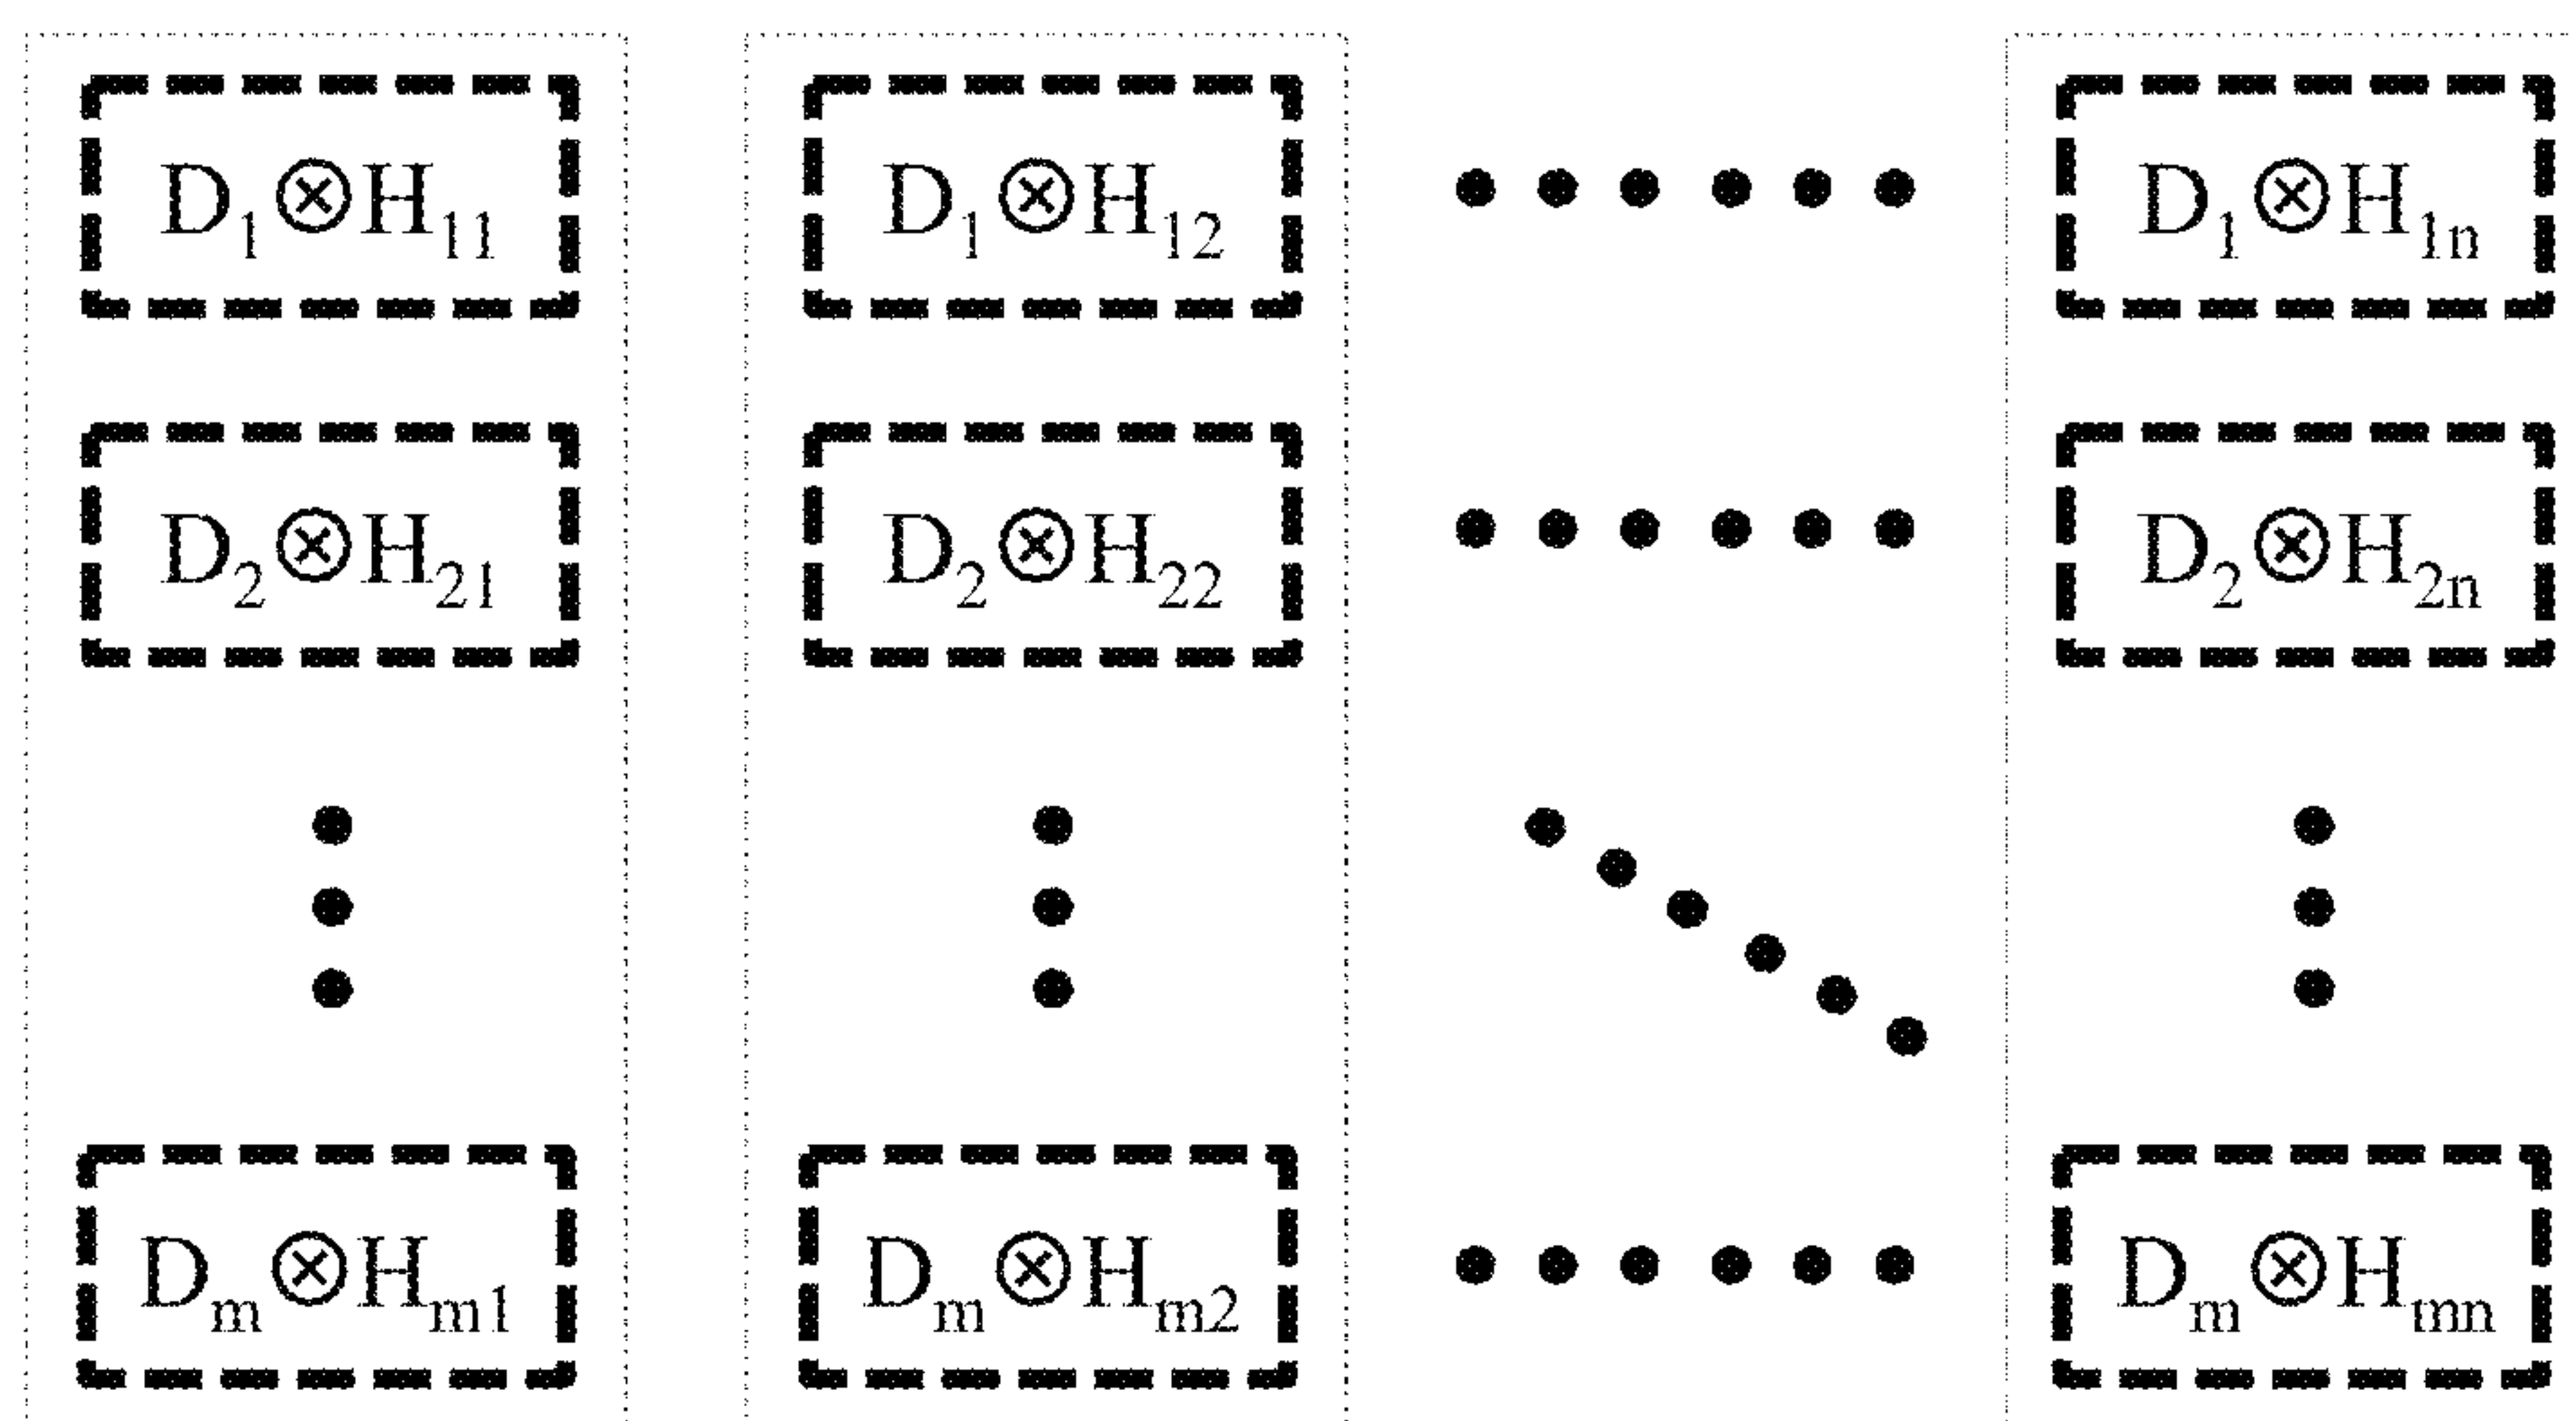 D₁⊗H₁₁ D₁⊗H₁₂ ...... D₁⊗H₁ₙ
D₂⊗H₂₁ D₂⊗H₂₂ ...... D₂⊗H₂ₙ
Dₘ⊗Hₘ₁ Dₘ⊗Hₘ₂ ...... Dₘ⊗Hₘₙ